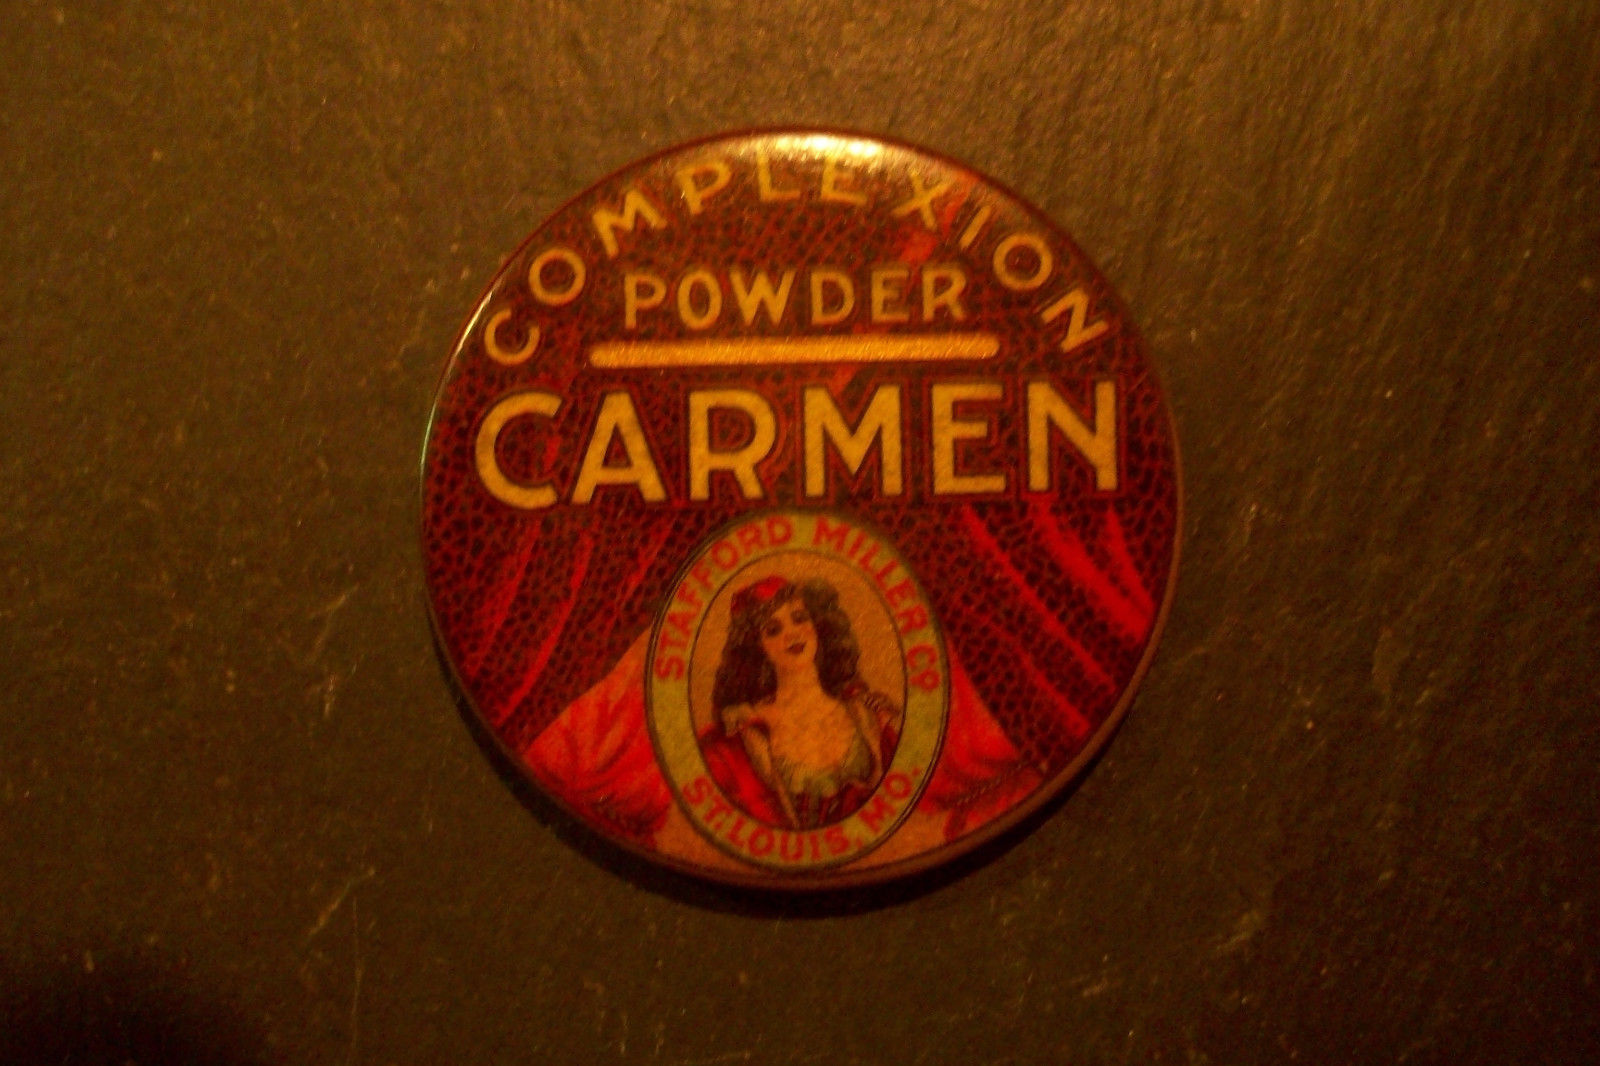 COMPLEXION
POWDER
CARMEN
STAFFORD MILLER CO
ST. LOUIS, MO.